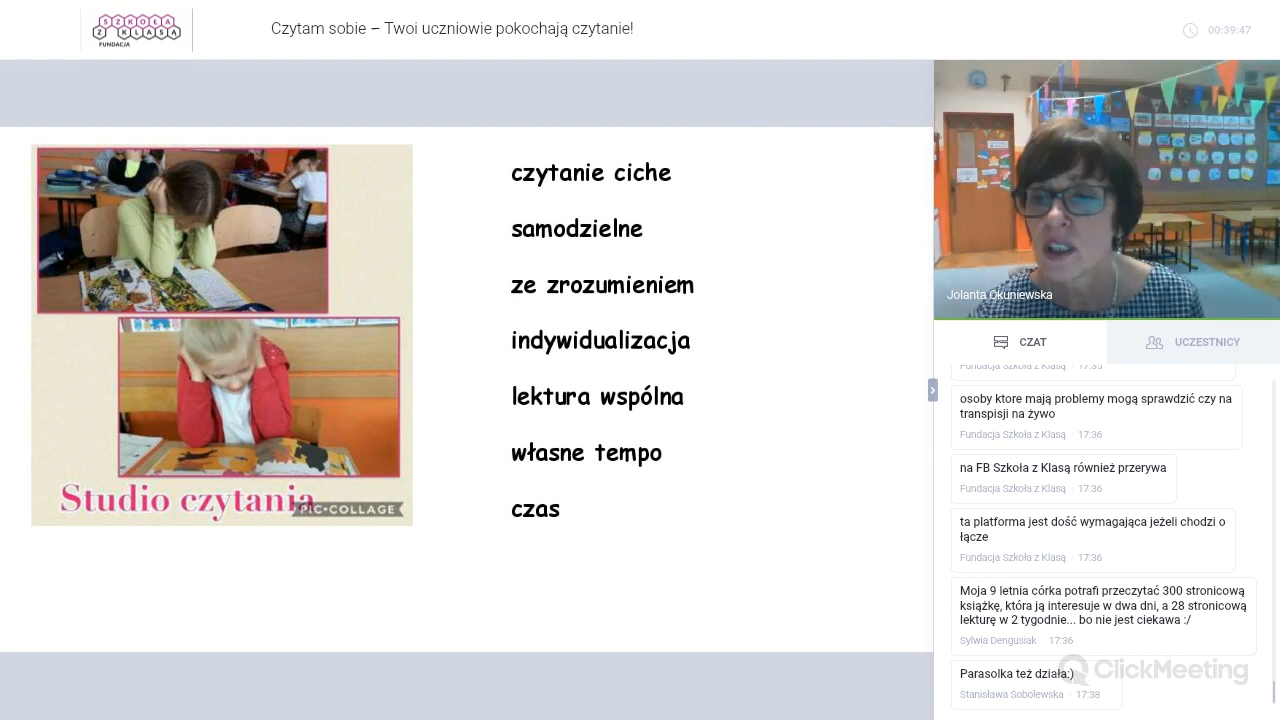 SZKOŁA
Z KLASĄ
FUNDACJA
Czytam sobie – Twoi uczniowie pokochają czytanie!
00:39:47
czytanie ciche
samodzielne
ze zrozumieniem
indywidualizacja
lektura wspólna
własne tempo
czas
Studio czytania
PIC•COLLAGE
Jolanta Okuniewska
CZAT
UCZESTNICY
Fundacja Szkoła z Klasą 17:35
osoby ktore mają problemy mogą sprawdzić czy na
transpisji na żywo
Fundacja Szkoła z Klasą 17:36
na FB Szkoła z Klasą również przerywa
Fundacja Szkoła z Klasą 17:36
ta platforma jest dość wymagająca jeżeli chodzi o
łącze
Fundacja Szkoła z Klasą 17:36
Moja 9 letnia córka potrafi przeczytać 300 stronicową
książkę, która ją interesuje w dwa dni, a 28 stronicową
lekturę w 2 tygodnie... bo nie jest ciekawa :/
Sylwia Dengusiak 17:36
Parasolka też działa:)
Stanisława Sobolewska 17:38
ClickMeeting